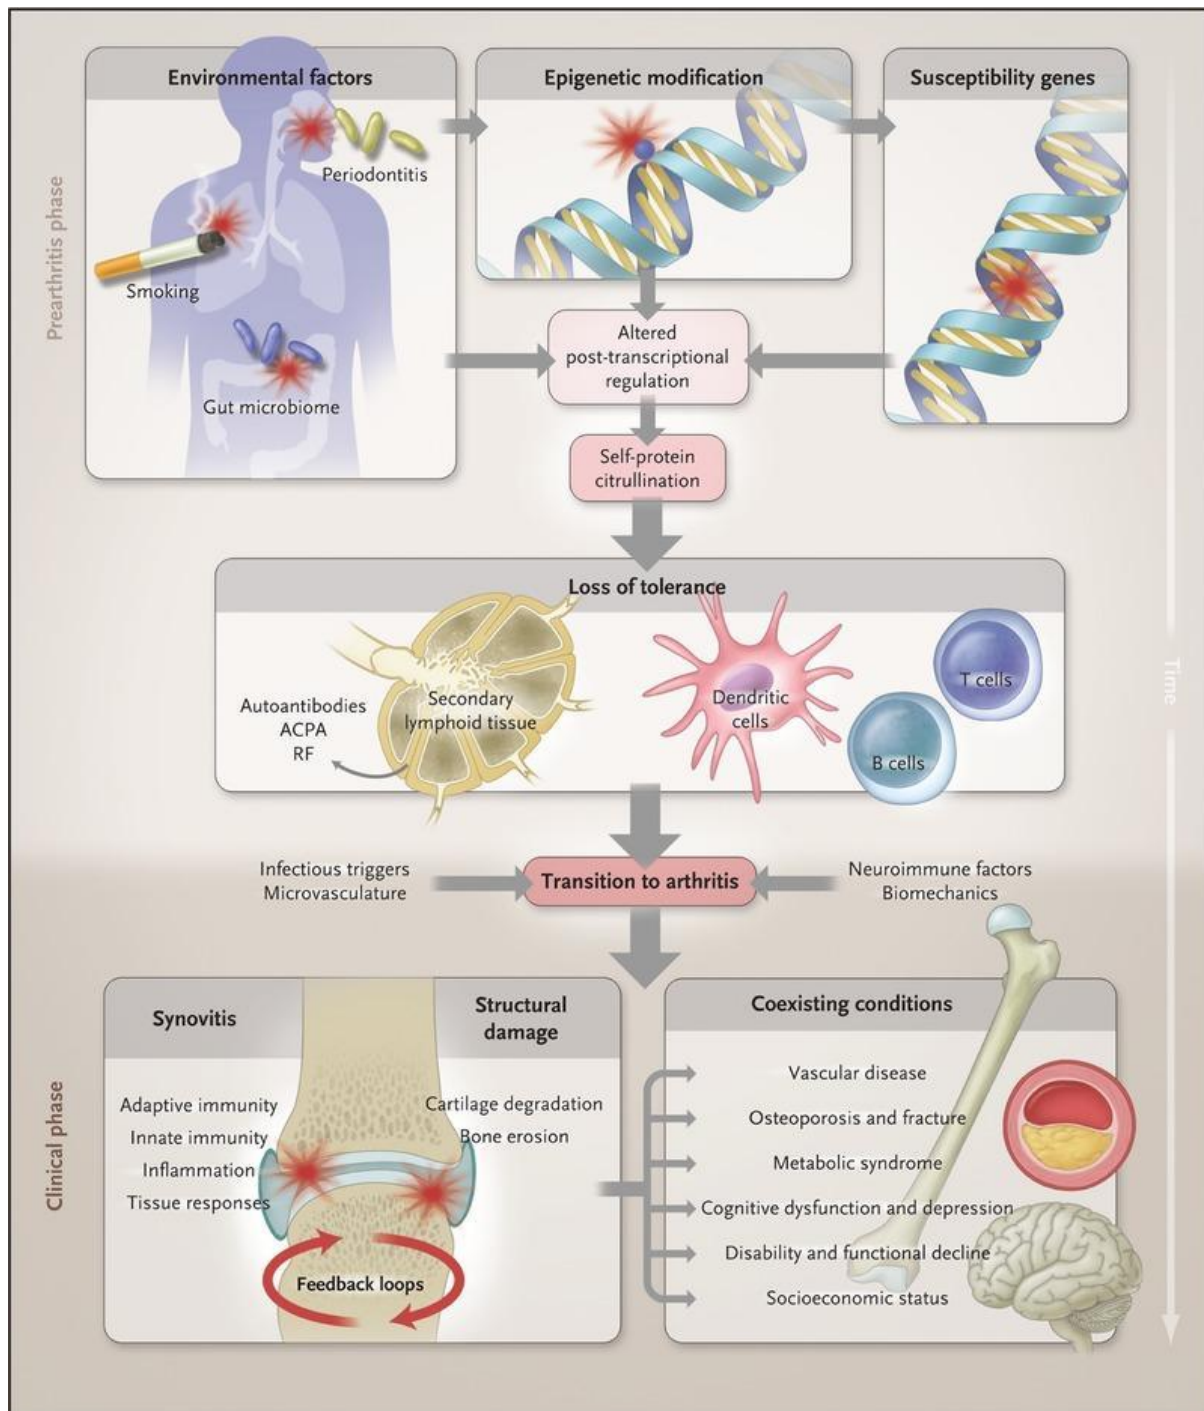 Prearthritis phase
Environmental factors
Periodontitis
Smoking
Gut microbiome
Epigenetic modification
Susceptibility genes
Altered
post-transcriptional
regulation
Self-protein
citrullination
Loss of tolerance
Autoantibodies
ACPA
RF
Secondary
lymphoid tissue
Dendritic
cells
T cells
B cells
Time
Infectious triggers
Microvasculature
Transition to arthritis
Neuroimmune factors
Biomechanics
Clinical phase
Synovitis
Adaptive immunity
Innate immunity
Inflammation
Tissue responses
Structural
damage
Cartilage degradation
Bone erosion
Feedback loops
Coexisting conditions
Vascular disease
Osteoporosis and fracture
Metabolic syndrome
Cognitive dysfunction and depression
Disability and functional decline
Socioeconomic status